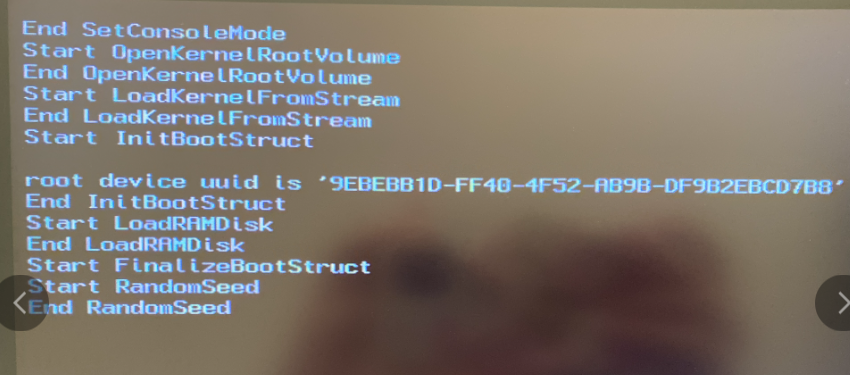 End SetConsoleMode
Start OpenKernelRootVolume
End OpenKernelRootVolume
Start LoadKernelFromStream
End LoadKernelFromStream
Start InitBootStruct
root device uuid is '9EBEBB1D-FF40-4F52-AB9B-DF9B2EBCD7B8'
End InitBootStruct
Start LoadRAMDisk
End LoadRAMDisk
Start FinalizeBootStruct
Start RandomSeed
End RandomSeed